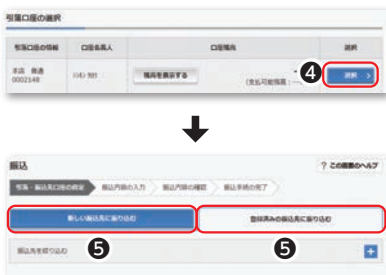 引落口座の選択
引落口座の情報 口座名義人 口座残高 選択
本店 普通 残高を表示する ④ 選択
0002148 (支払可能残高:
振込 ? この画面のヘルプ
引落・振込先口座の指定 振込内容の入力 振込内容の確認 振込手続の完了
新しい振込先に振込む 登録済みの振込先に振込む
振込先を絞り込む ⑤ ⑤ +